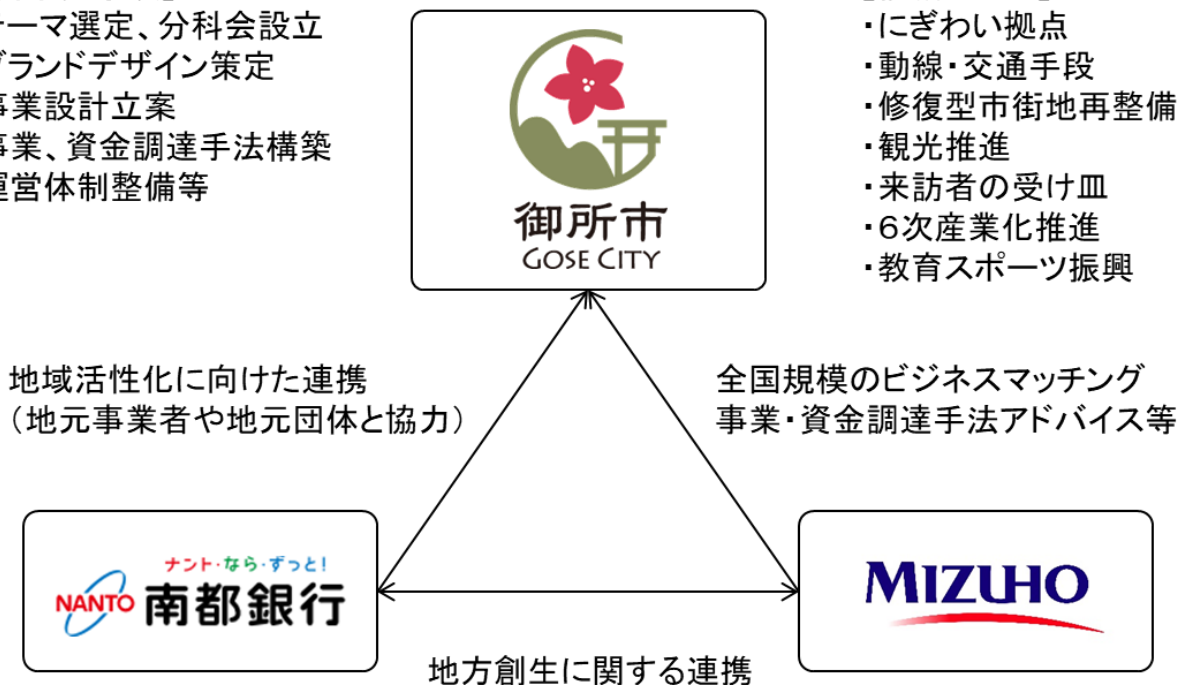 テーマ選定、分科会設立
グランドデザイン策定
事業設計立案
事業、資金調達手法構築
運営体制整備等
御所市
GOSE CITY
・にぎわい拠点
・動線・交通手段
・修復型市街地再整備
・観光推進
・来訪者の受け皿
・６次産業化推進
・教育スポーツ振興
地域活性化に向けた連携
（地元事業者や地元団体と協力）
全国規模のビジネスマッチング
事業・資金調達手法アドバイス等
ナント・なら・ずっと!
NANTO 南都銀行
MIZUHO
地方創生に関する連携